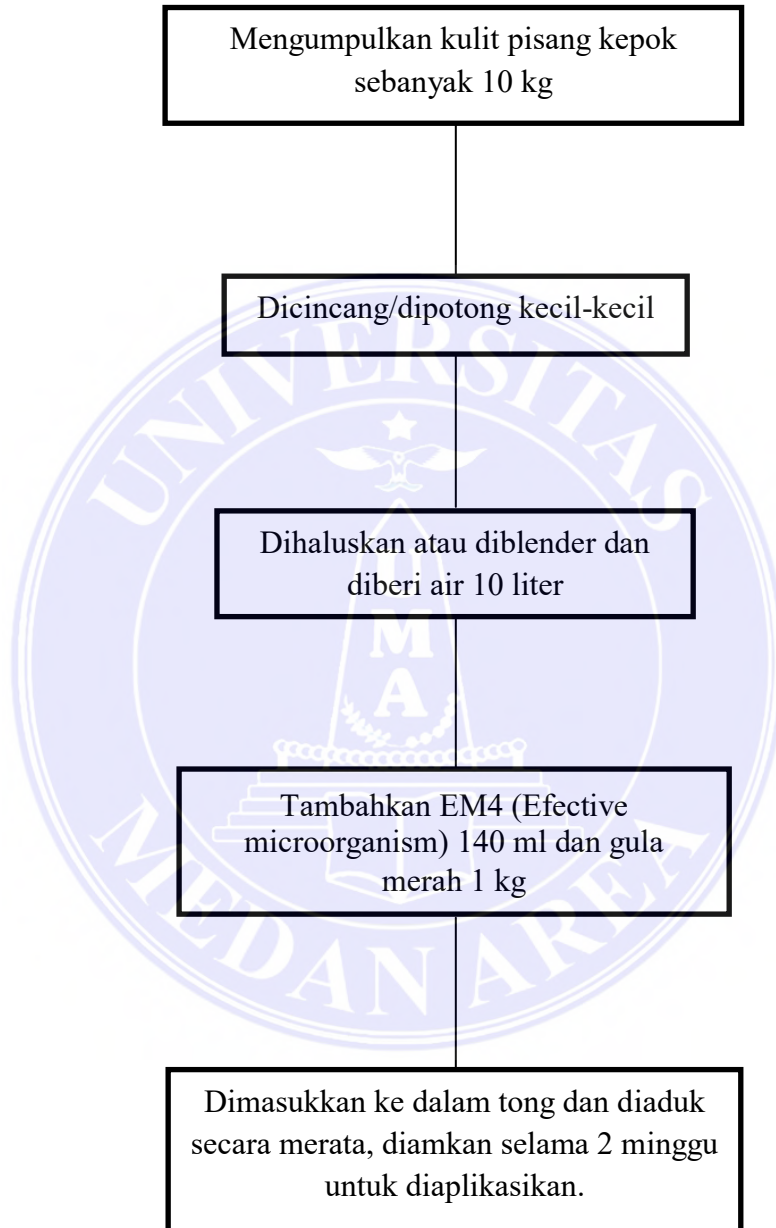 Mengumpulkan kulit pisang kepok
sebanyak 10 kg
Dicincang/dipotong kecil-kecil
Dihaluskan atau diblender dan
diberi air 10 liter
Tambahkan EM4 (Efective
microorganism) 140 ml dan gula
merah 1 kg
Dimasukkan ke dalam tong dan diaduk
secara merata, diamkan selama 2 minggu
untuk diaplikasikan.
UNIVERSITAS
MEDAN AREA
U
M
A